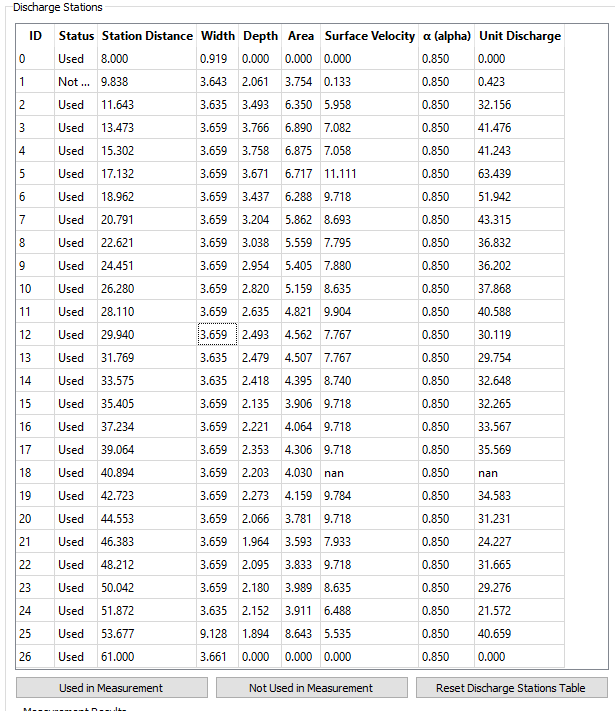 Discharge Stations
ID Status Station Distance Width Depth Area Surface Velocity α (alpha) Unit Discharge
0 Used 8.000 0.919 0.000 0.000 0.000 0.850 0.000
1 Not ... 9.838 3.643 2.061 3.754 0.133 0.850 0.423
2 Used 11.643 3.635 3.493 6.350 5.958 0.850 32.156
3 Used 13.473 3.659 3.766 6.890 7.082 0.850 41.476
4 Used 15.302 3.659 3.758 6.875 7.058 0.850 41.243
5 Used 17.132 3.659 3.671 6.717 11.111 0.850 63.439
6 Used 18.962 3.659 3.437 6.288 9.718 0.850 51.942
7 Used 20.791 3.659 3.204 5.862 8.693 0.850 43.315
8 Used 22.621 3.659 3.038 5.559 7.795 0.850 36.832
9 Used 24.451 3.659 2.954 5.405 7.880 0.850 36.202
10 Used 26.280 3.659 2.820 5.159 8.635 0.850 37.868
11 Used 28.110 3.659 2.635 4.821 9.904 0.850 40.588
12 Used 29.940 3.659 2.493 4.562 7.767 0.850 30.119
13 Used 31.769 3.635 2.479 4.507 7.767 0.850 29.754
14 Used 33.575 3.635 2.418 4.395 8.740 0.850 32.648
15 Used 35.405 3.659 2.135 3.906 9.718 0.850 32.265
16 Used 37.234 3.659 2.221 4.064 9.718 0.850 33.567
17 Used 39.064 3.659 2.353 4.306 9.718 0.850 35.569
18 Used 40.894 3.659 2.203 4.030 nan 0.850 nan
19 Used 42.723 3.659 2.273 4.159 9.784 0.850 34.583
20 Used 44.553 3.659 2.066 3.781 9.718 0.850 31.231
21 Used 46.383 3.659 1.964 3.593 7.933 0.850 24.227
22 Used 48.212 3.659 2.095 3.833 9.718 0.850 31.665
23 Used 50.042 3.659 2.180 3.989 8.635 0.850 29.276
24 Used 51.872 3.635 2.152 3.911 6.488 0.850 21.572
25 Used 53.677 9.128 1.894 8.643 5.535 0.850 40.659
26 Used 61.000 3.661 0.000 0.000 0.000 0.850 0.000
Used in Measurement Not Used in Measurement Reset Discharge Stations Table
Measurement Results